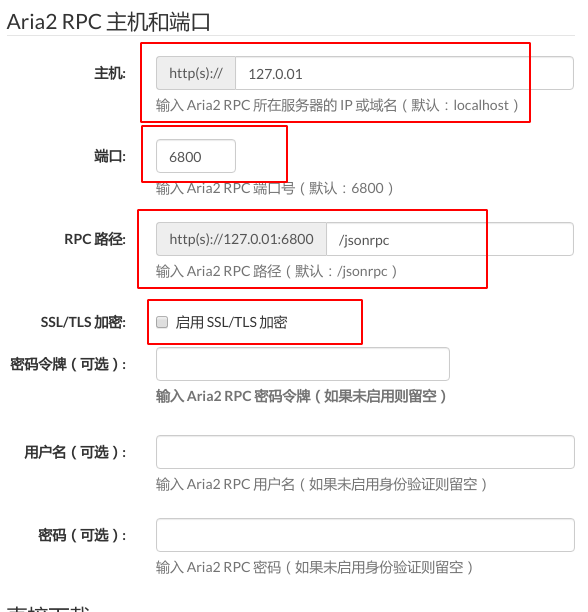 Aria2 RPC 主机和端口
主机: http(s):// 127.0.01
输入 Aria2 RPC 所在服务器的 IP 或域名（默认：localhost）
端口: 6800
输入 Aria2 RPC 端口号（默认：6800）
RPC 路径: http(s)://127.0.01:6800 /jsonrpc
输入 Aria2 RPC 路径（默认：/jsonrpc）
SSL/TLS 加密: 启用 SSL/TLS 加密
密码令牌（可选）:
输入 Aria2 RPC 密码令牌（如果未启用则留空）
用户名（可选）:
输入 Aria2 RPC 用户名（如果未启用身份验证则留空）
密码（可选）:
输入 Aria2 RPC 密码（如果未启用身份验证则留空）
直接下载